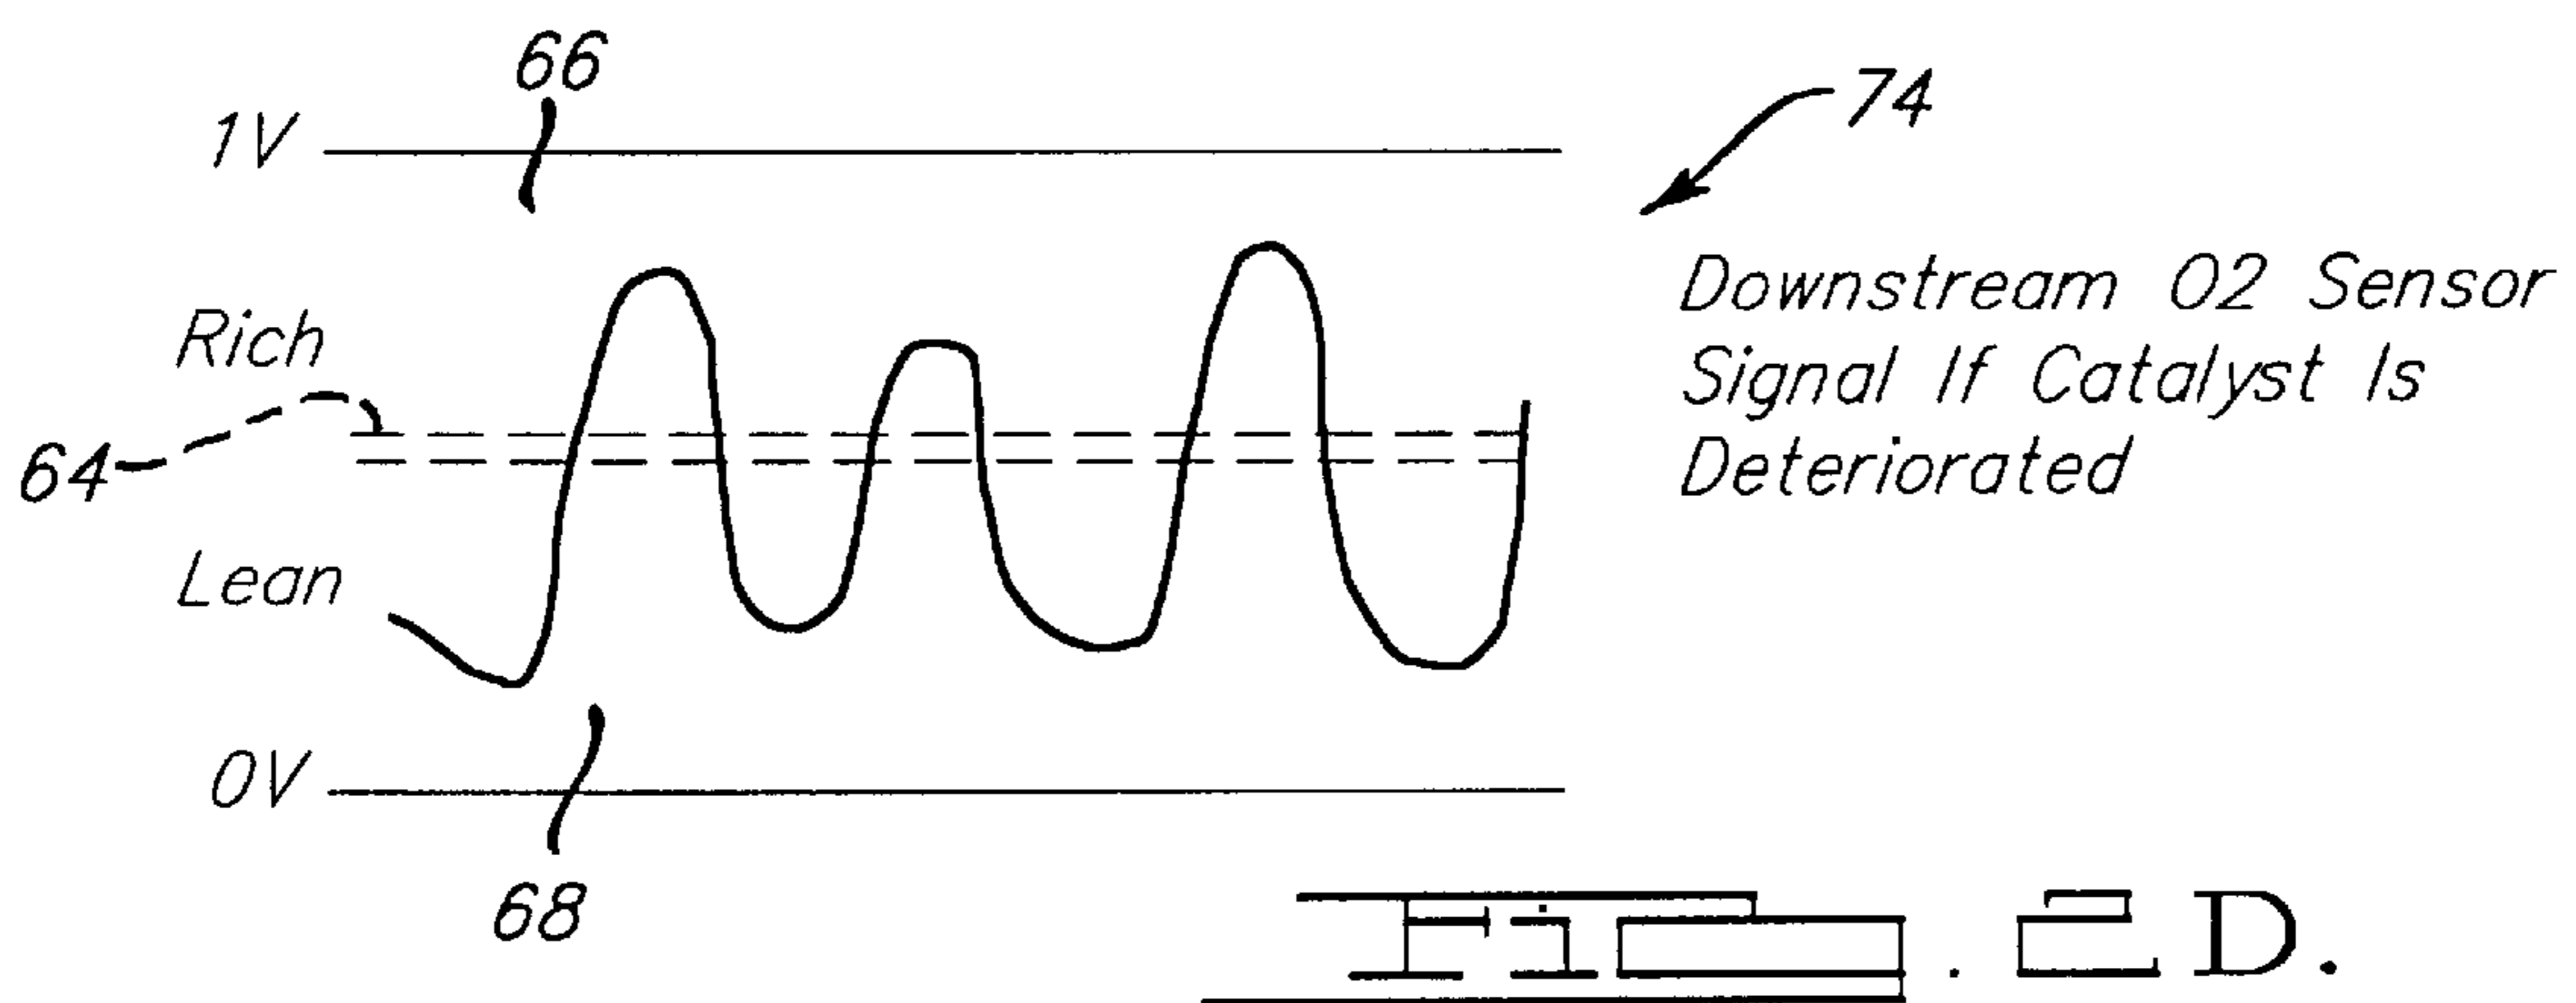 66
1V
74
Downstream O2 Sensor
Rich
Signal If Catalyst Is
64
Deteriorated
Lean
0V
68
Fig. 2D.